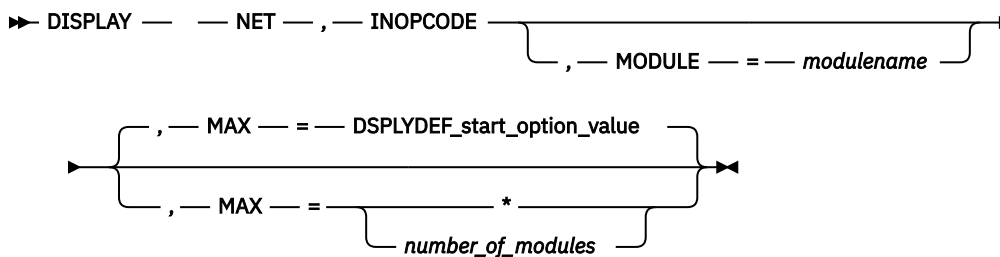 DISPLAY NET , INOPCODE
, MODULE = modulename
, MAX = DSPLYDEF_start_option_value
, MAX = *
number_of_modules